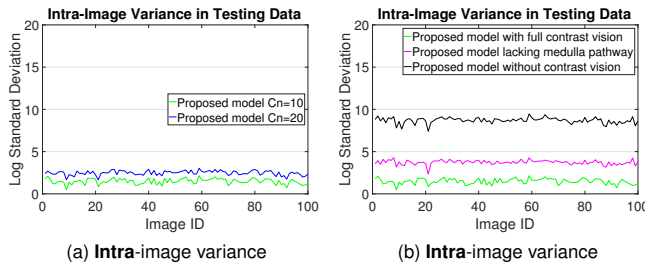 Intra-Image Variance in Testing Data
Log Standard Deviation
20
15
10
5
0
Proposed model Cn=10
Proposed model Cn=20
0 20 40 60 80 100
Image ID
(a) Intra-image variance
Intra-Image Variance in Testing Data
Log Standard Deviation
20
15
10
5
0
Proposed model with full contrast vision
Proposed model lacking medulla pathway
Proposed model without contrast vision
0 20 40 60 80 100
Image ID
(b) Intra-image variance